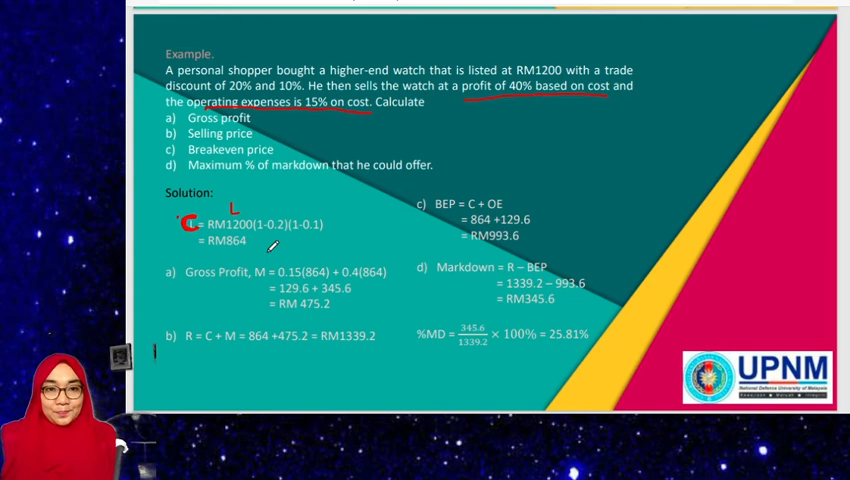 Example.
A personal shopper bought a higher-end watch that is listed at RM1200 with a trade
discount of 20% and 10%. He then sells the watch at a profit of 40% based on cost and
the operating expenses is 15% on cost. Calculate
a) Gross profit
b) Selling price
c) Breakeven price
d) Maximum % of markdown that he could offer.
Solution:
L
C = RM1200(1-0.2)(1-0.1)
= RM864
a) Gross Profit, M = 0.15(864) + 0.4(864)
= 129.6 + 345.6
= RM 475.2
b) R = C + M = 864 +475.2 = RM1339.2
c) BEP = C + OE
= 864 +129.6
= RM993.6
d) Markdown = R – BEP
= 1339.2 – 993.6
= RM345.6
%MD = 345.6/1339.2 × 100% = 25.81%
UPNM
National Defence University of Malaysia